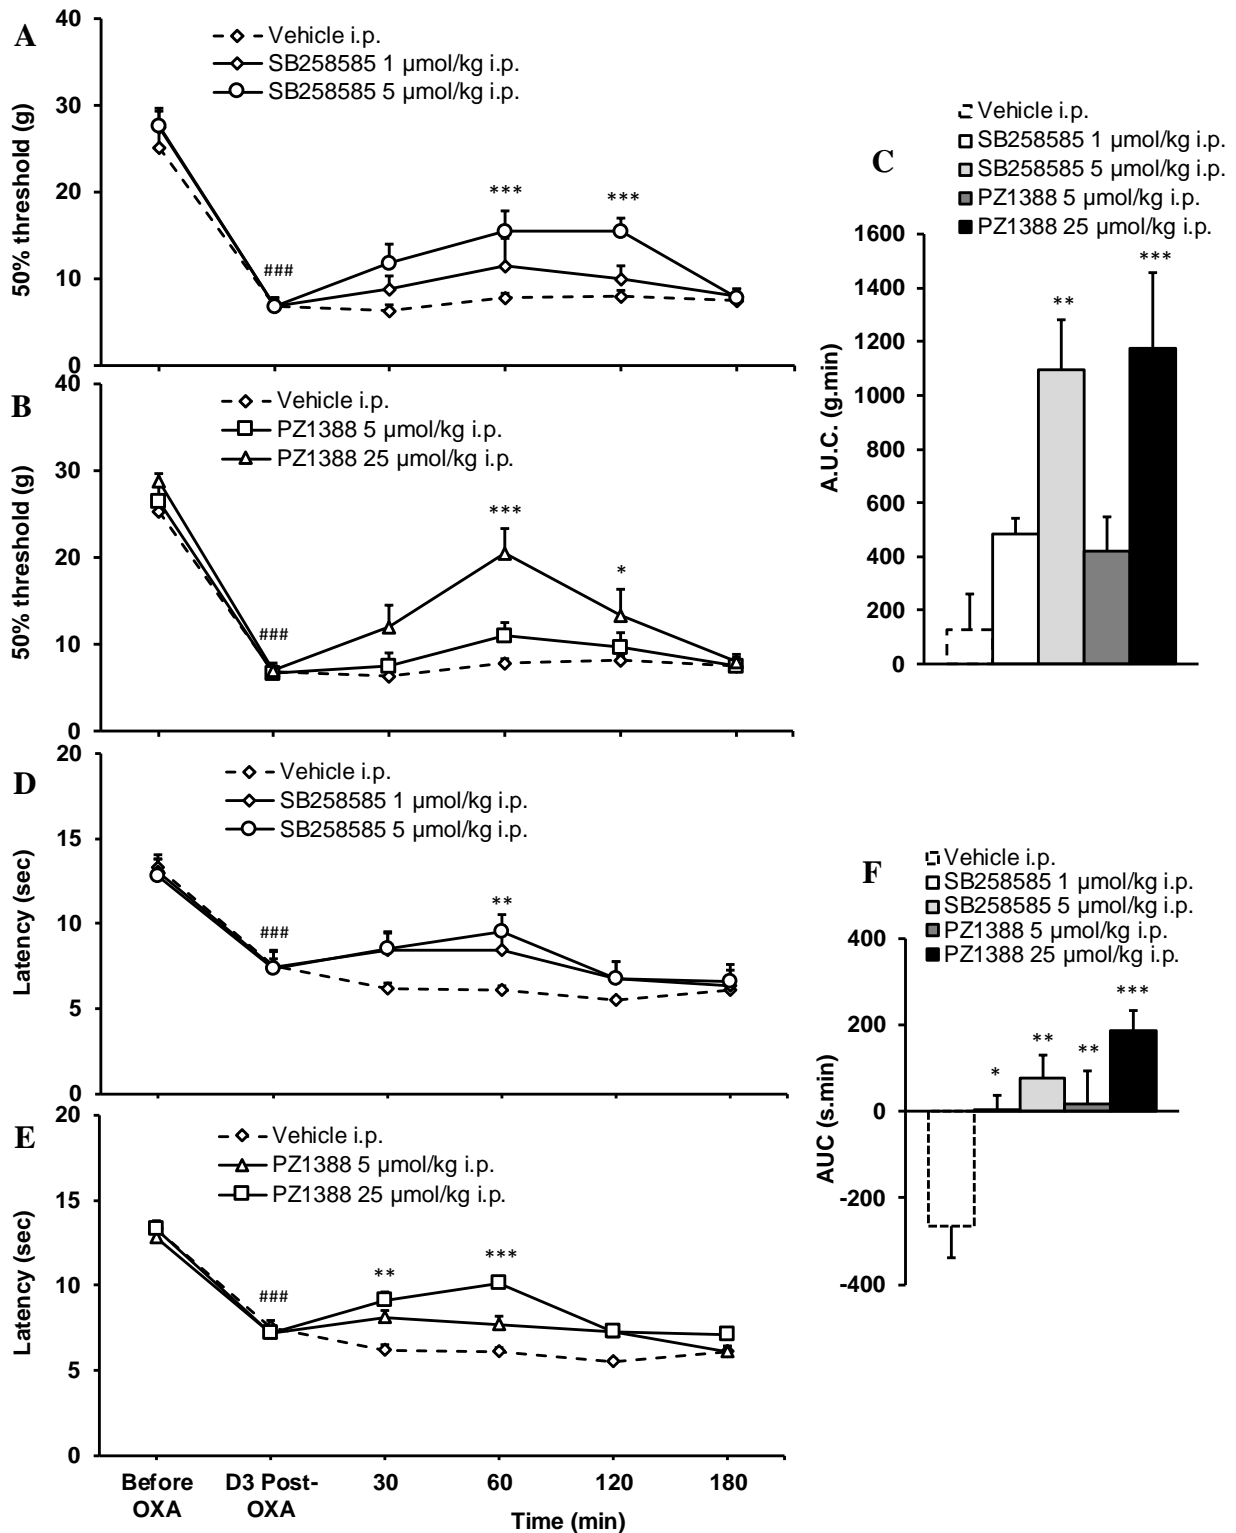 A
50% threshold (g)
40
30
20
10
0
Vehicle i.p.
SB258585 1 µmol/kg i.p.
SB258585 5 µmol/kg i.p.
###
***
***
B
50% threshold (g)
40
30
20
10
0
Vehicle i.p.
PZ1388 5 µmol/kg i.p.
PZ1388 25 µmol/kg i.p.
###
***
*
C
Vehicle i.p.
SB258585 1 µmol/kg i.p.
SB258585 5 µmol/kg i.p.
PZ1388 5 µmol/kg i.p.
PZ1388 25 µmol/kg i.p.
A.U.C. (g.min)
1600
1400
1200
1000
800
600
400
200
0
**
***
D
Latency (sec)
20
15
10
5
0
Vehicle i.p.
SB258585 1 µmol/kg i.p.
SB258585 5 µmol/kg i.p.
###
**
E
Latency (sec)
20
15
10
5
0
Vehicle i.p.
PZ1388 5 µmol/kg i.p.
PZ1388 25 µmol/kg i.p.
###
**
***
Before OXA
D3 Post-OXA
30
60
120
180
Time (min)
F
Vehicle i.p.
SB258585 1 µmol/kg i.p.
SB258585 5 µmol/kg i.p.
PZ1388 5 µmol/kg i.p.
PZ1388 25 µmol/kg i.p.
AUC (s.min)
400
200
0
-200
-400
*
**
**
***